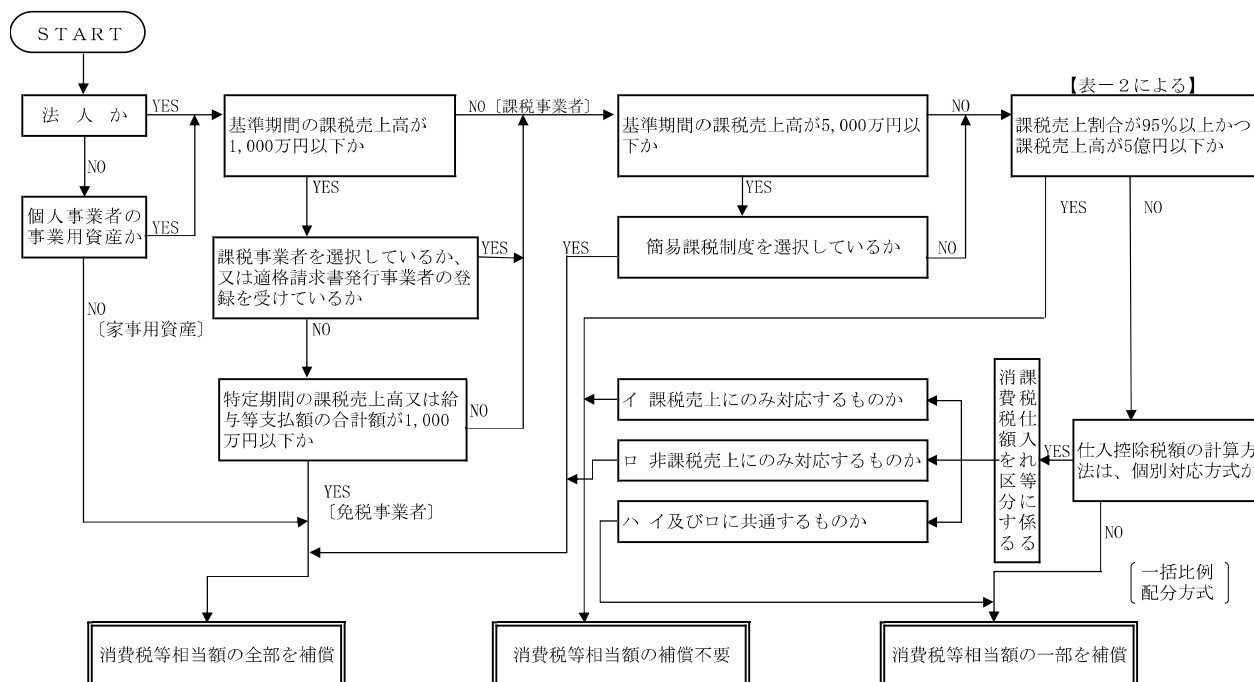 ＳＴＡＲＴ
法 人 か
YES
NO
個人事業者の
事業用資産か
YES
NO
〔家事用資産〕
基準期間の課税売上高が
1,000万円以下か
NO〔課税事業者〕
YES
課税事業者を選択しているか、
又は適格請求書発行事業者の登
録を受けているか
YES
NO
特定期間の課税売上高又は給
与等支払額の合計額が1,000
万円以下か
NO
YES
〔免税事業者〕
基準期間の課税売上高が5,000万円以
下か
NO
YES
簡易課税制度を選択しているか
YES
NO
【表－２による】
課税売上割合が95％以上かつ
課税売上高が5億円以下か
YES
NO
仕入控除税額の計算方
法は、個別対応方式か
YES
NO
〔一括比例
配分方式〕
課税仕入れ等に係る
消費税額を区分する
イ 課税売上にのみ対応するものか
ロ 非課税売上にのみ対応するものか
ハ イ及びロに共通するものか
消費税等相当額の全部を補償
消費税等相当額の補償不要
消費税等相当額の一部を補償